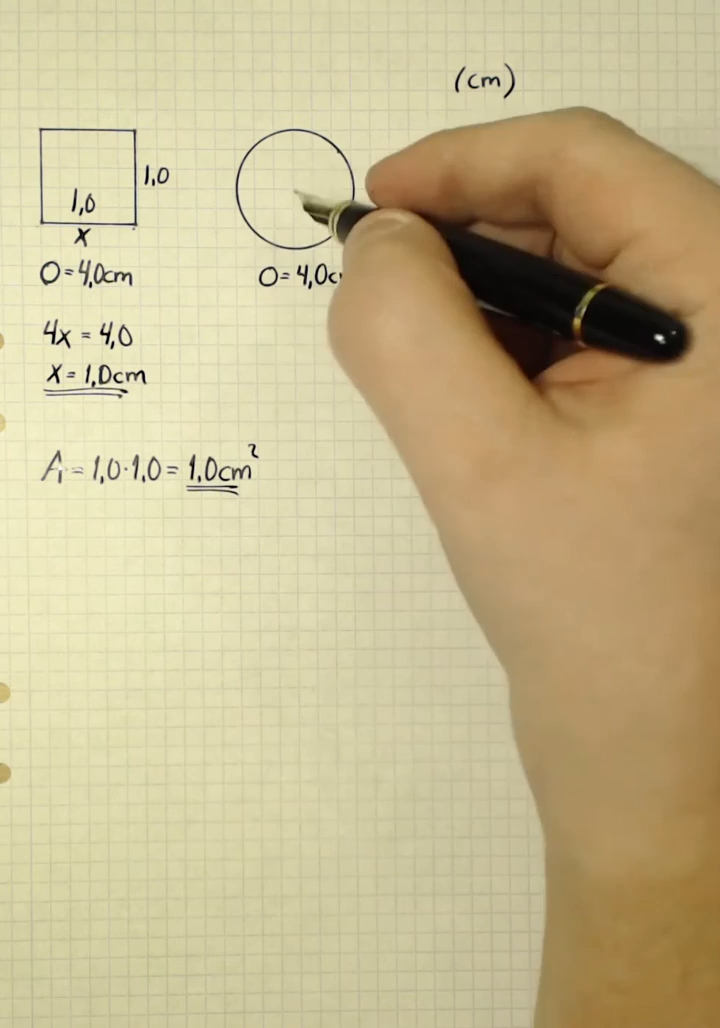 (cm)
1,0
1,0
x
O = 4,0cm
O = 4,0c
4x = 4,0
x = 1,0cm
A = 1,0·1,0 = 1,0cm²